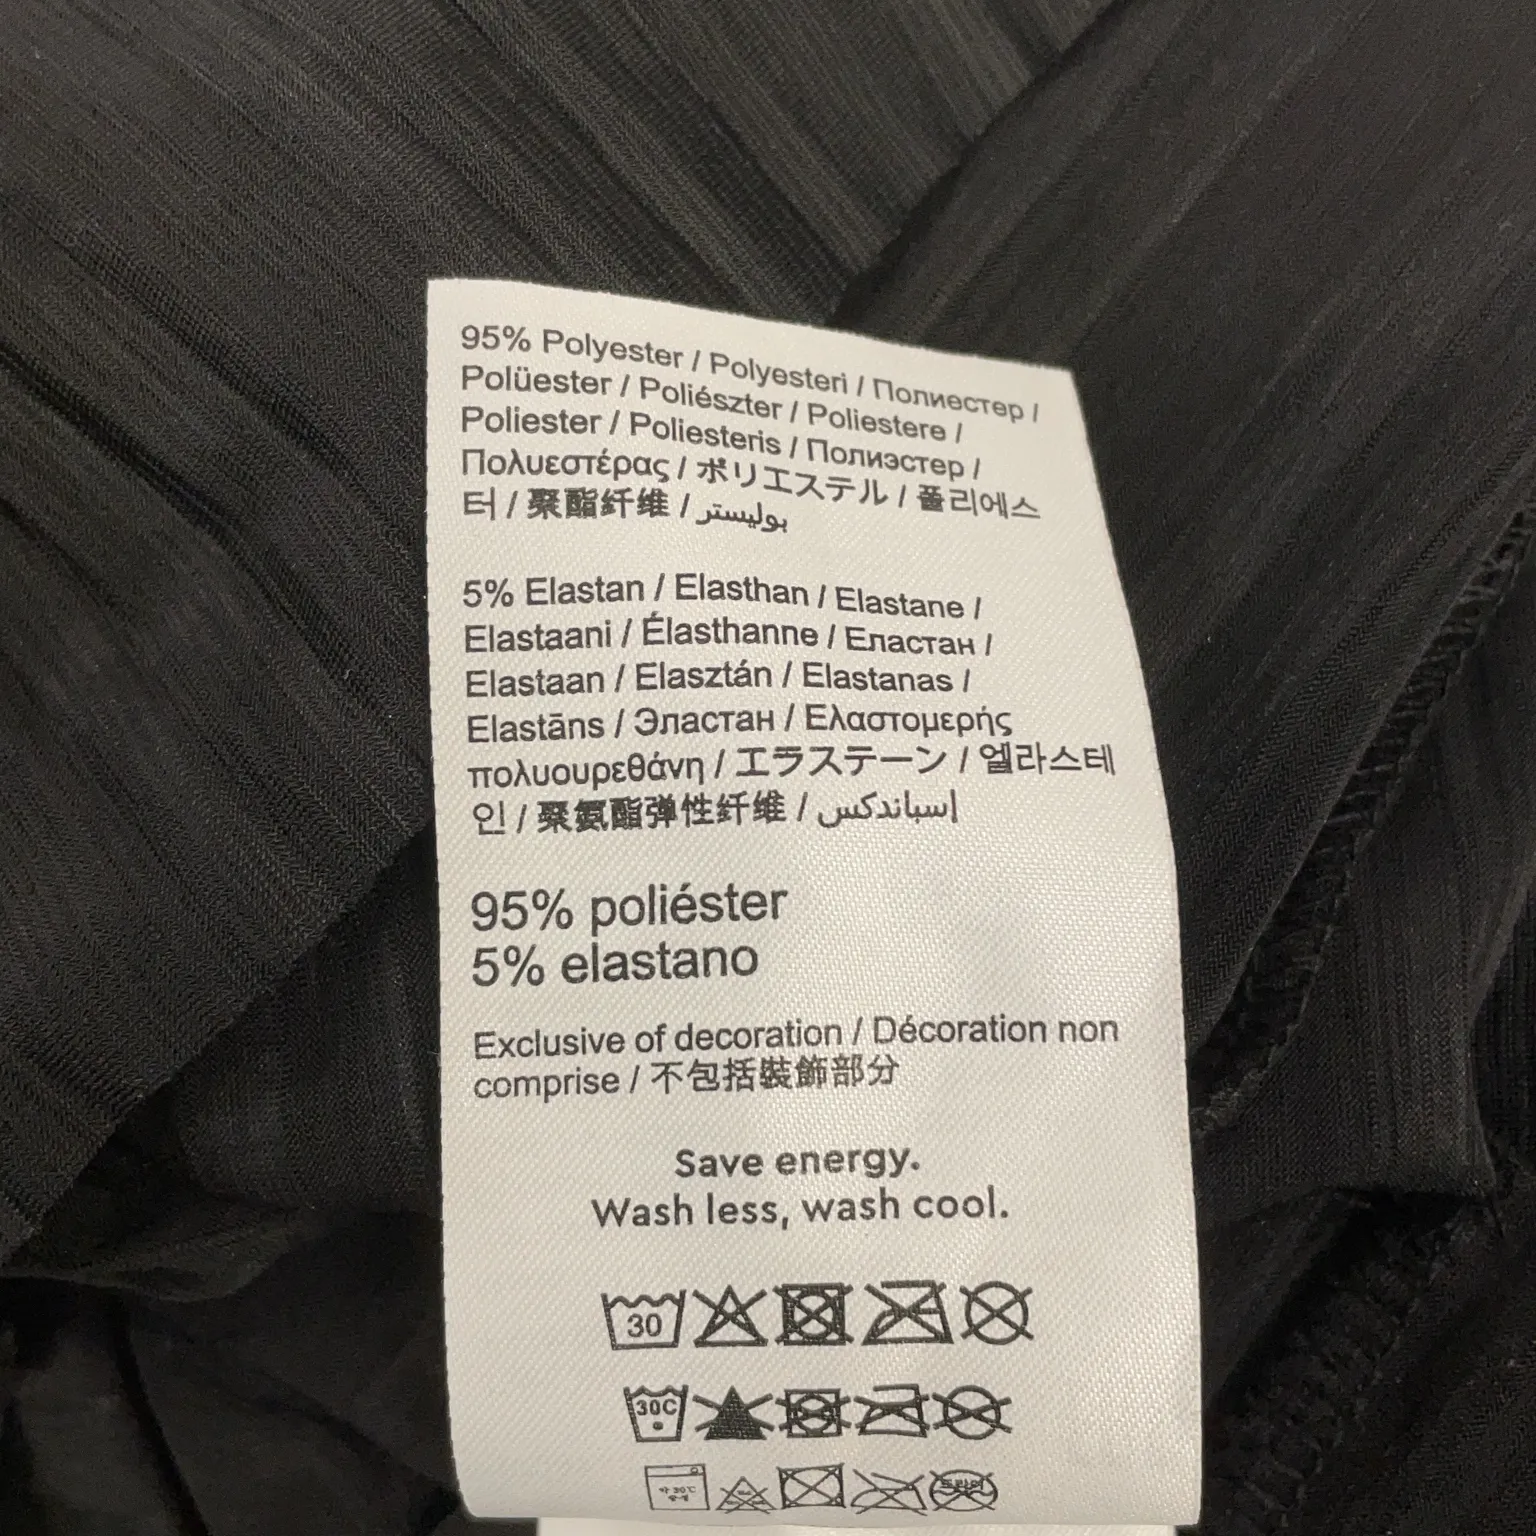 95% Polyester / Polyesteri / Полиестер /
Polüester / Poliészter / Poliestere /
Poliester / Poliesteris / Полиэстер /
Πολυεστέρας / ポリエステル / 폴리에스
터 / 聚酯纤维 / بوليستر
5% Elastan / Elasthan / Elastane /
Elastaani / Élasthanne / Еластан /
Elastaan / Elasztán / Elastanas /
Elastāns / Эластан / Ελαστομερής
πολυουρεθάνη / エラステーン / 엘라스테
인 / 聚氨酯弹性纤维 / إسباندكس
95% poliéster
5% elastano
Exclusive of decoration / Décoration non
comprise / 不包括裝飾部分
Save energy.
Wash less, wash cool.
30
30C